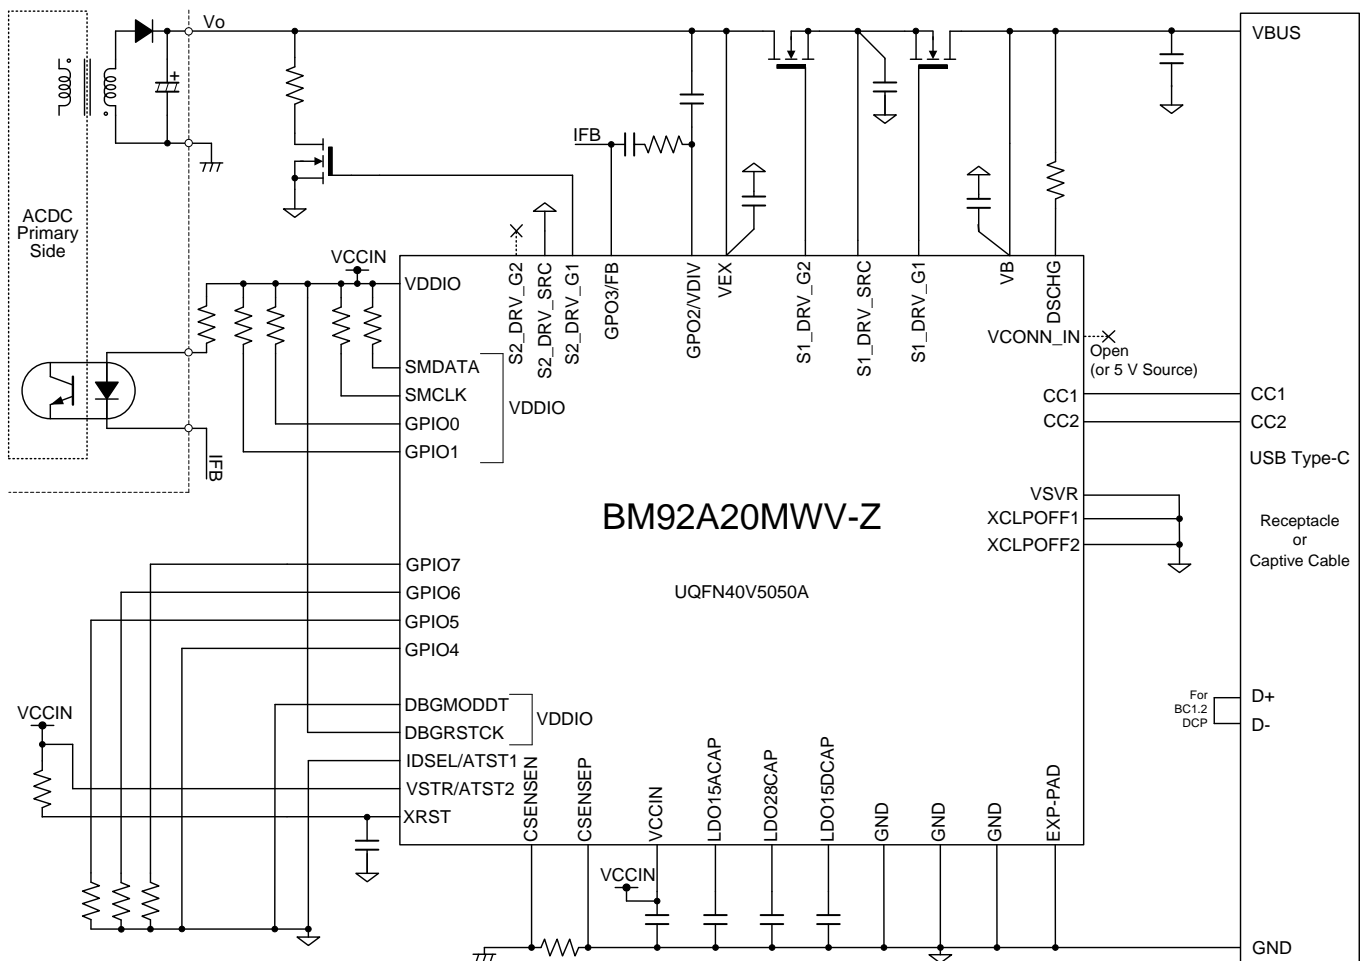 Vo
VBUS
IFB
ACDC
Primary
Side
VCCIN
VDDIO
S2_DRV_G2
S2_DRV_SRC
S2_DRV_G1
GPO3/FB
GPO2/VDIV
VEX
S1_DRV_G2
S1_DRV_SRC
S1_DRV_G1
VB
DSCHG
VCONN_IN
Open
(or 5 V Source)
SMDATA
SMCLK
GPIO0
GPIO1
VDDIO
CC1
CC2
CC1
CC2
USB Type-C
IFB
BM92A20MWV-Z
VSVR
XCLPOFF1
XCLPOFF2
Receptacle
or
Captive Cable
UQFN40V5050A
GPIO7
GPIO6
GPIO5
GPIO4
VCCIN
DBGMODDT
DBGRSTCK
VDDIO
IDSEL/ATST1
VSTR/ATST2
XRST
For
BC1.2
DCP
D+
D-
CSENSEN
CSENSEP
VCCIN
LDO15ACAP
LDO28CAP
LDO15DCAP
GND
GND
GND
EXP-PAD
VCCIN
GND